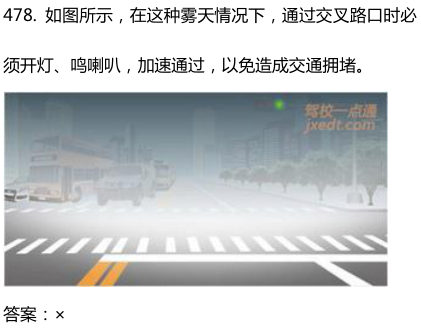 478. 如图所示，在这种雾天情况下，通过交叉路口时必
须开灯、鸣喇叭，加速通过，以免造成交通拥堵。
驾校一点通
jxedt.com
答案：×